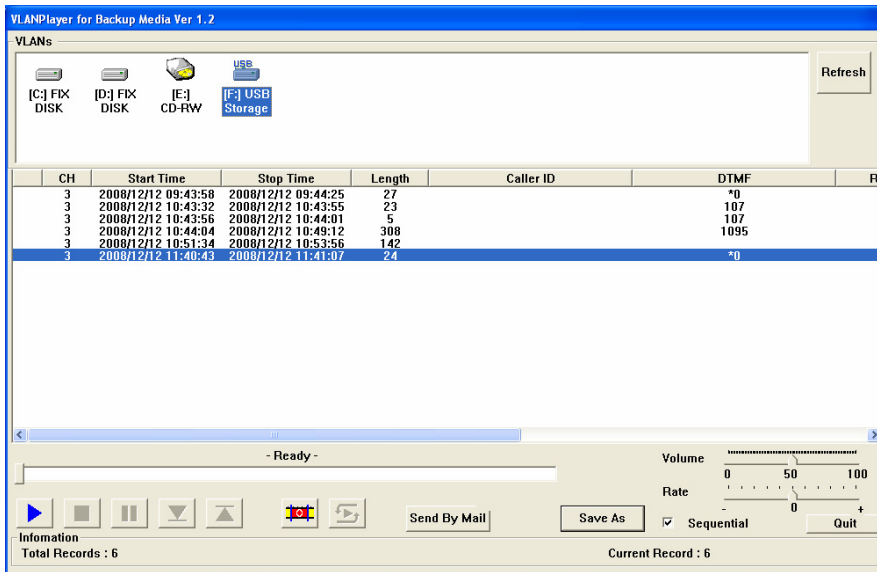 VLANPlayer for Backup Media Ver 1.2
VLANs
USB
[C:] FIX DISK
[D:] FIX DISK
[E:] CD-RW
[F:] USB Storage
Refresh
CH Start Time Stop Time Length Caller ID DTMF R
3 2008/12/12 09:43:58 2008/12/12 09:44:25 27 *0
3 2008/12/12 10:43:32 2008/12/12 10:43:55 23 107
3 2008/12/12 10:43:56 2008/12/12 10:44:01 5 107
3 2008/12/12 10:44:04 2008/12/12 10:49:12 308 1095
3 2008/12/12 10:51:34 2008/12/12 10:53:56 142
3 2008/12/12 11:40:43 2008/12/12 11:41:07 24 *0
- Ready -
Volume
0 50 100
Rate
- 0 +
Send By Mail
Save As
Sequential
Quit
Infomation
Total Records : 6
Current Record : 6